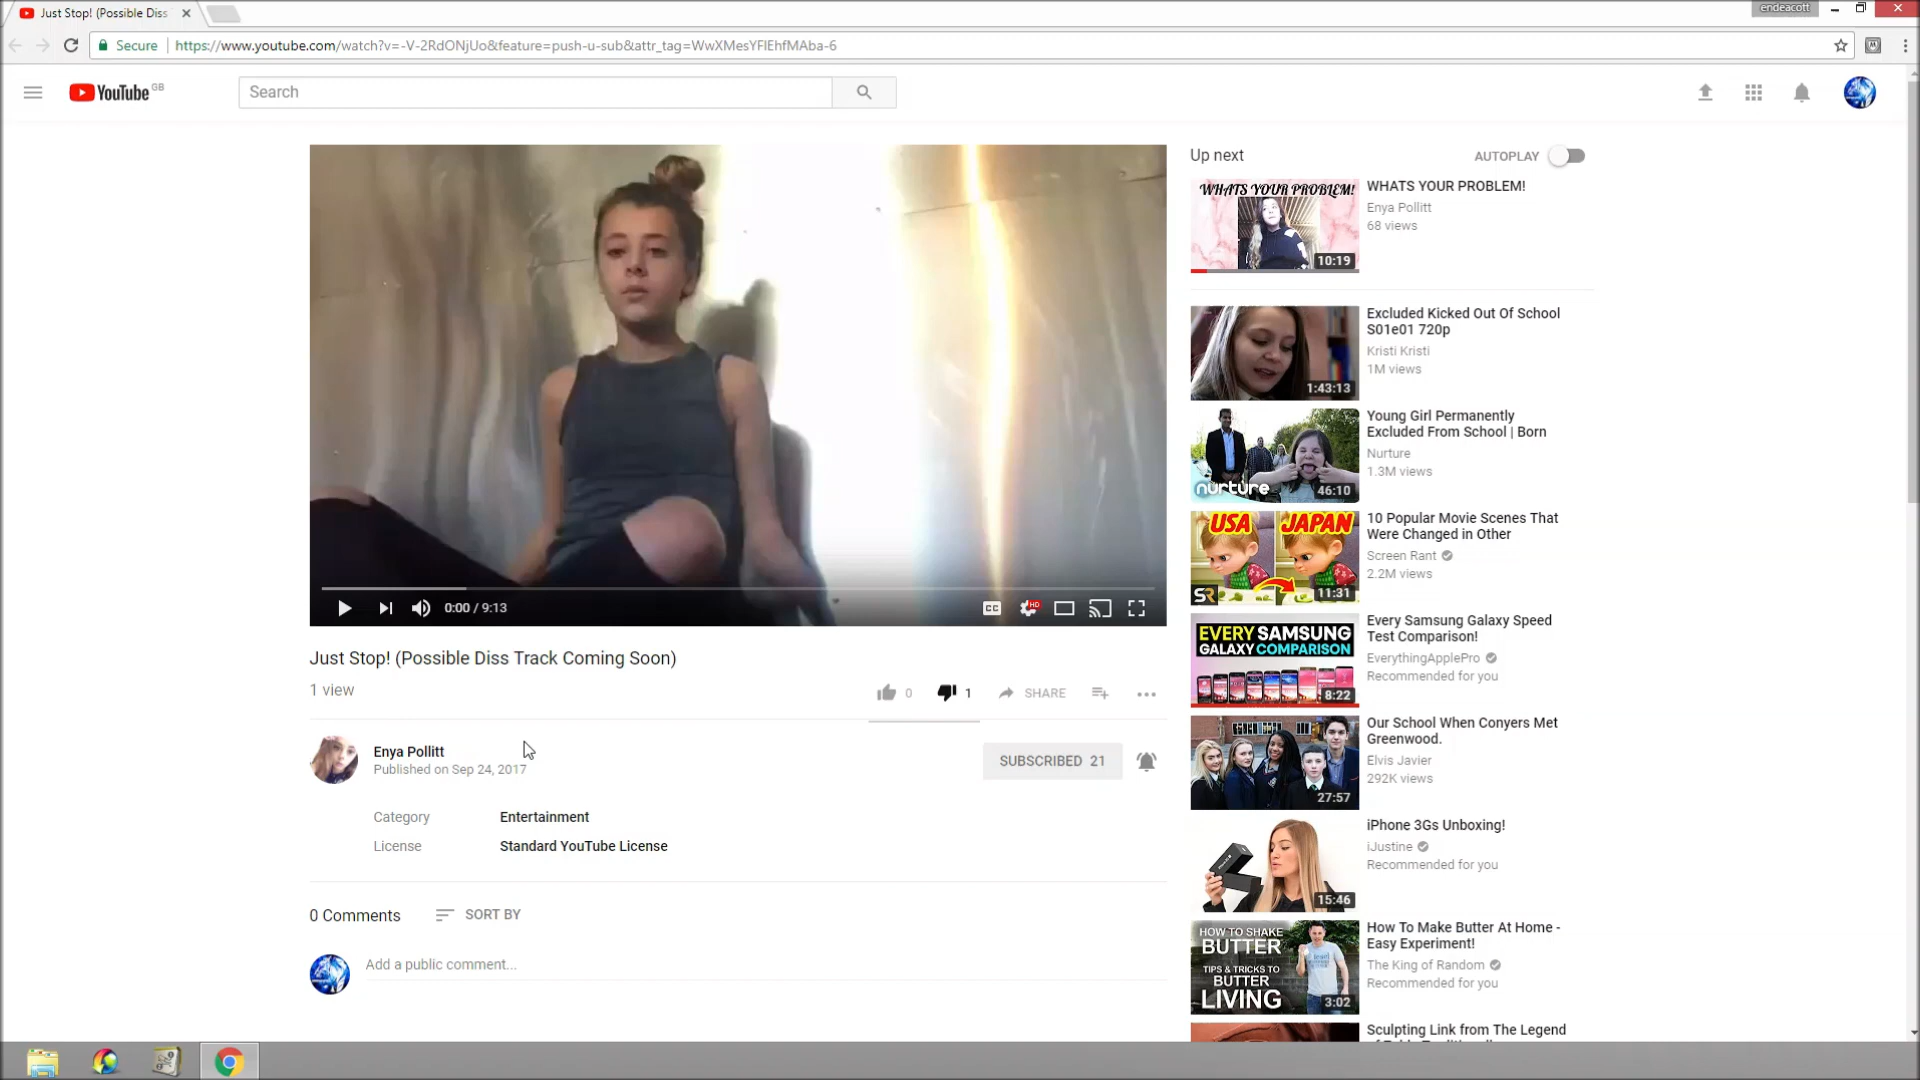 Just Stop! (Possible Diss
endeacott
Secure
https://www.youtube.com/watch?v=-V-2RdONjUo&feature=push-u-sub&attr_tag=WwXMesYFIEhfMAba-6
YouTube GB
Search
0:00 / 9:13
CC
HD
Just Stop! (Possible Diss Track Coming Soon)
1 view
0
1
SHARE
Enya Pollitt
Published on Sep 24, 2017
SUBSCRIBED 21
Category
Entertainment
License
Standard YouTube License
0 Comments
SORT BY
Add a public comment...
Up next
AUTOPLAY
WHATS YOUR PROBLEM!
10:19
WHATS YOUR PROBLEM!
Enya Pollitt
68 views
1:43:13
Excluded Kicked Out Of School
S01e01 720p
Kristi Kristi
1M views
nurture
46:10
Young Girl Permanently
Excluded From School | Born
Nurture
1.3M views
USA
JAPAN
SR
11:31
10 Popular Movie Scenes That
Were Changed in Other
Screen Rant
2.2M views
EVERY SAMSUNG
GALAXY COMPARISON
8:22
Every Samsung Galaxy Speed
Test Comparison!
EverythingApplePro
Recommended for you
27:57
Our School When Conyers Met
Greenwood.
Elvis Javier
292K views
15:46
iPhone 3Gs Unboxing!
iJustine
Recommended for you
HOW TO SHAKE
BUTTER
TIPS & TRICKS TO
BUTTER
LIVING
3:02
How To Make Butter At Home -
Easy Experiment!
The King of Random
Recommended for you
Sculpting Link from The Legend